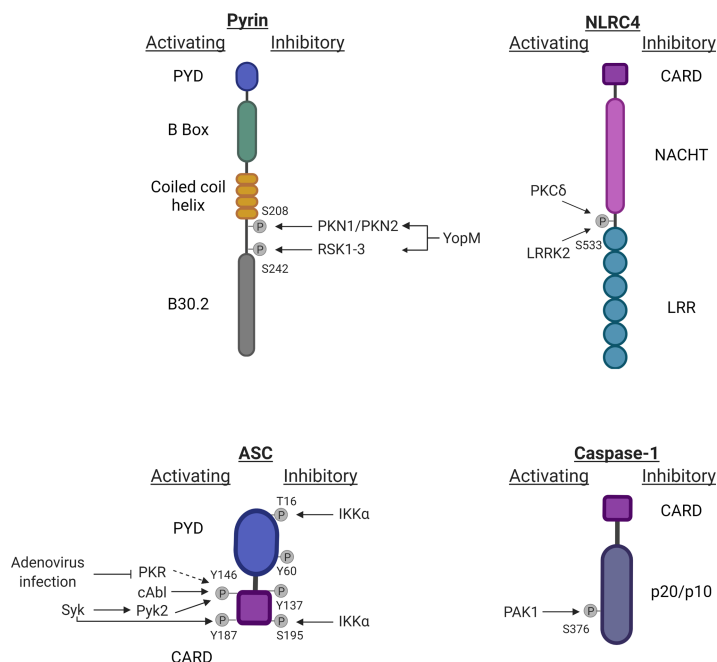 Pyrin
Activating Inhibitory
PYD
B Box
Coiled coil
helix
S208
P PKN1/PKN2
YopM
P RSK1-3
S242
B30.2
NLRC4
Activating Inhibitory
CARD
NACHT
PKCδ
P
S533
LRRK2
LRR
ASC
Activating Inhibitory
T16
P IKKα
PYD
P
Y60
Adenovirus
infection
PKR Y146
cAbl P P
Y137
Syk Pyk2
P P IKKα
Y187 S195
CARD
Caspase-1
Activating Inhibitory
CARD
p20/p10
PAK1 P
S376